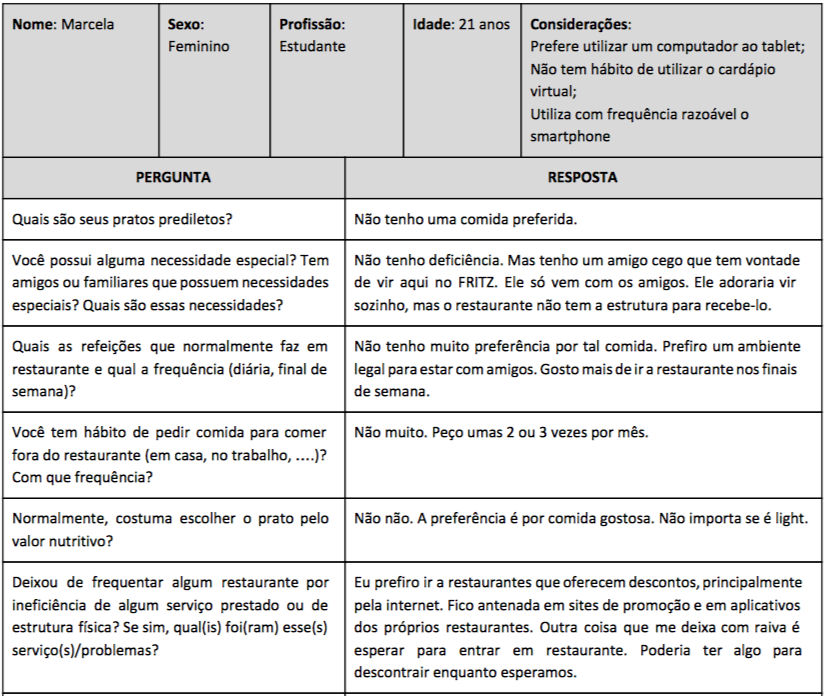 Nome: Marcela
Sexo:
Feminino
Profissão:
Estudante
Idade: 21 anos
Considerações:
Prefere utilizar um computador ao tablet;
Não tem hábito de utilizar o cardápio
virtual;
Utiliza com frequência razoável o
smartphone
PERGUNTA
RESPOSTA
Quais são seus pratos prediletos?
Não tenho uma comida preferida.
Você possui alguma necessidade especial? Tem
amigos ou familiares que possuem necessidades
especiais? Quais são essas necessidades?
Não tenho deficiência. Mas tenho um amigo cego que tem vontade
de vir aqui no FRITZ. Ele só vem com os amigos. Ele adoraria vir
sozinho, mas o restaurante não tem a estrutura para recebe-lo.
Quais as refeições que normalmente faz em
restaurante e qual a frequência (diária, final de
semana)?
Não tenho muito preferência por tal comida. Prefiro um ambiente
legal para estar com amigos. Gosto mais de ir a restaurante nos finais
de semana.
Você tem hábito de pedir comida para comer
fora do restaurante (em casa, no trabalho, ....)?
Com que frequência?
Não muito. Peço umas 2 ou 3 vezes por mês.
Normalmente, costuma escolher o prato pelo
valor nutritivo?
Não não. A preferência é por comida gostosa. Não importa se é light.
Deixou de frequentar algum restaurante por
ineficiência de algum serviço prestado ou de
estrutura física? Se sim, qual(is) foi(ram) esse(s)
serviço(s)/problemas?
Eu prefiro ir a restaurantes que oferecem descontos, principalmente
pela internet. Fico antenada em sites de promoção e em aplicativos
dos próprios restaurantes. Outra coisa que me deixa com raiva é
esperar para entrar em restaurante. Poderia ter algo para
descontrair enquanto esperamos.